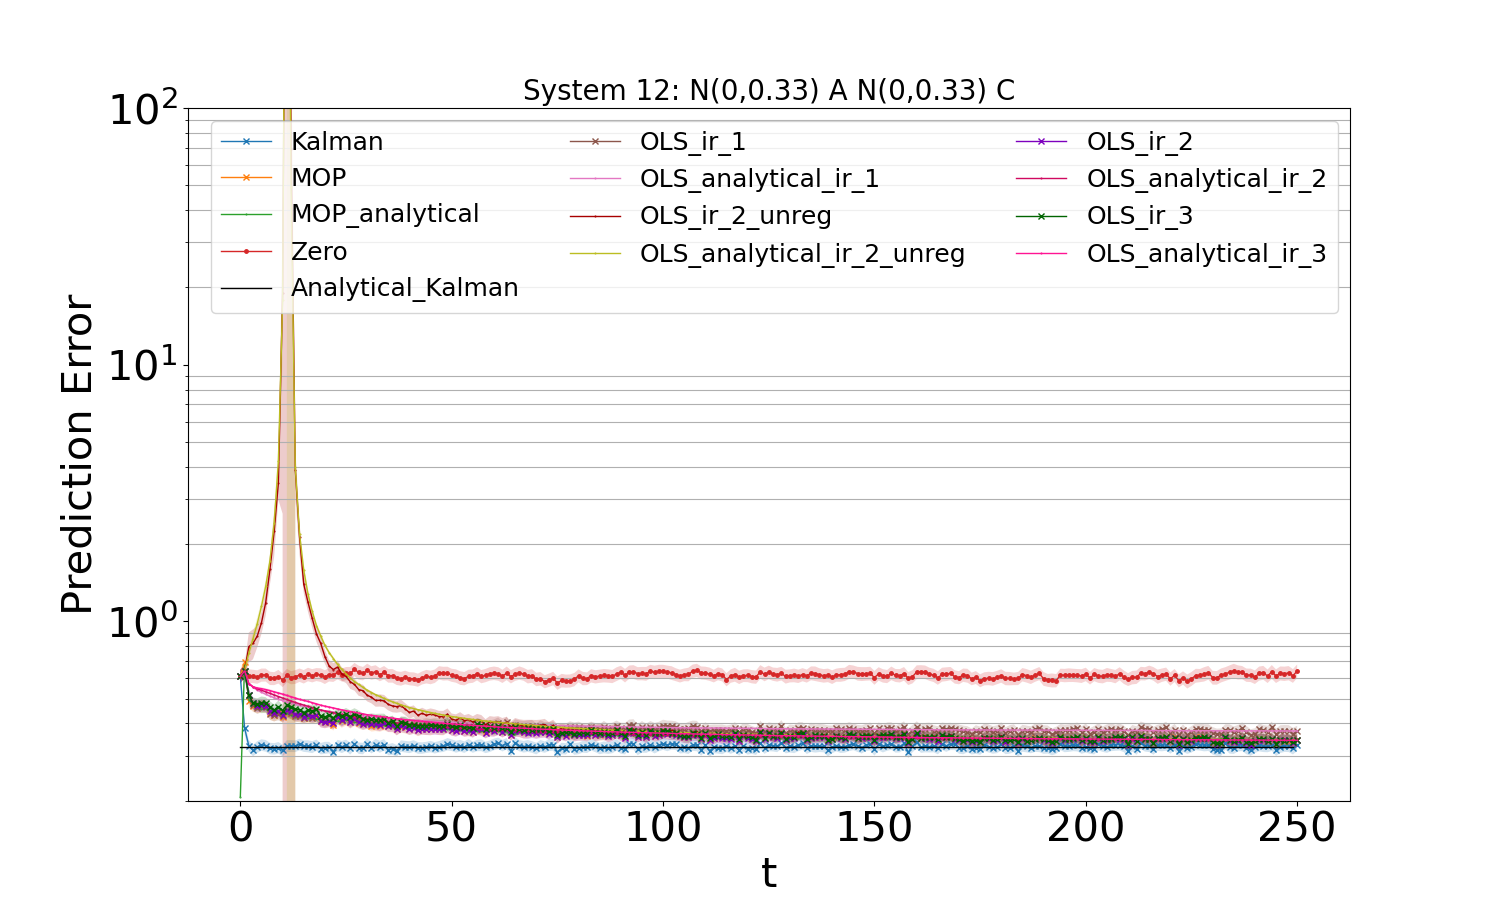 System 12: N(0,0.33) A N(0,0.33) C
Prediction Error
10²
10¹
10⁰
Kalman
MOP
MOP_analytical
Zero
Analytical_Kalman
OLS_ir_1
OLS_analytical_ir_1
OLS_ir_2_unreg
OLS_analytical_ir_2_unreg
OLS_ir_2
OLS_analytical_ir_2
OLS_ir_3
OLS_analytical_ir_3
0 50 100 150 200 250
t